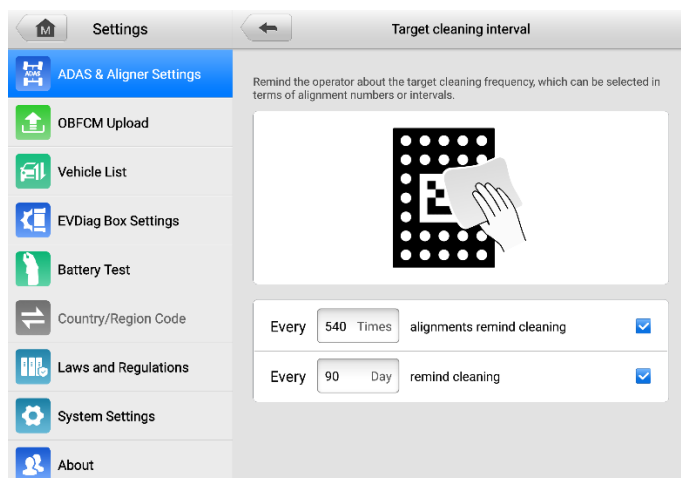 M
Settings
Target cleaning interval
ADAS
ADAS & Aligner Settings
OBFCM Upload
Vehicle List
EVDiag Box Settings
Battery Test
Country/Region Code
Laws and Regulations
System Settings
About
Remind the operator about the target cleaning frequency, which can be selected in
terms of alignment numbers or intervals.
Every 540 Times alignments remind cleaning
Every 90 Day remind cleaning